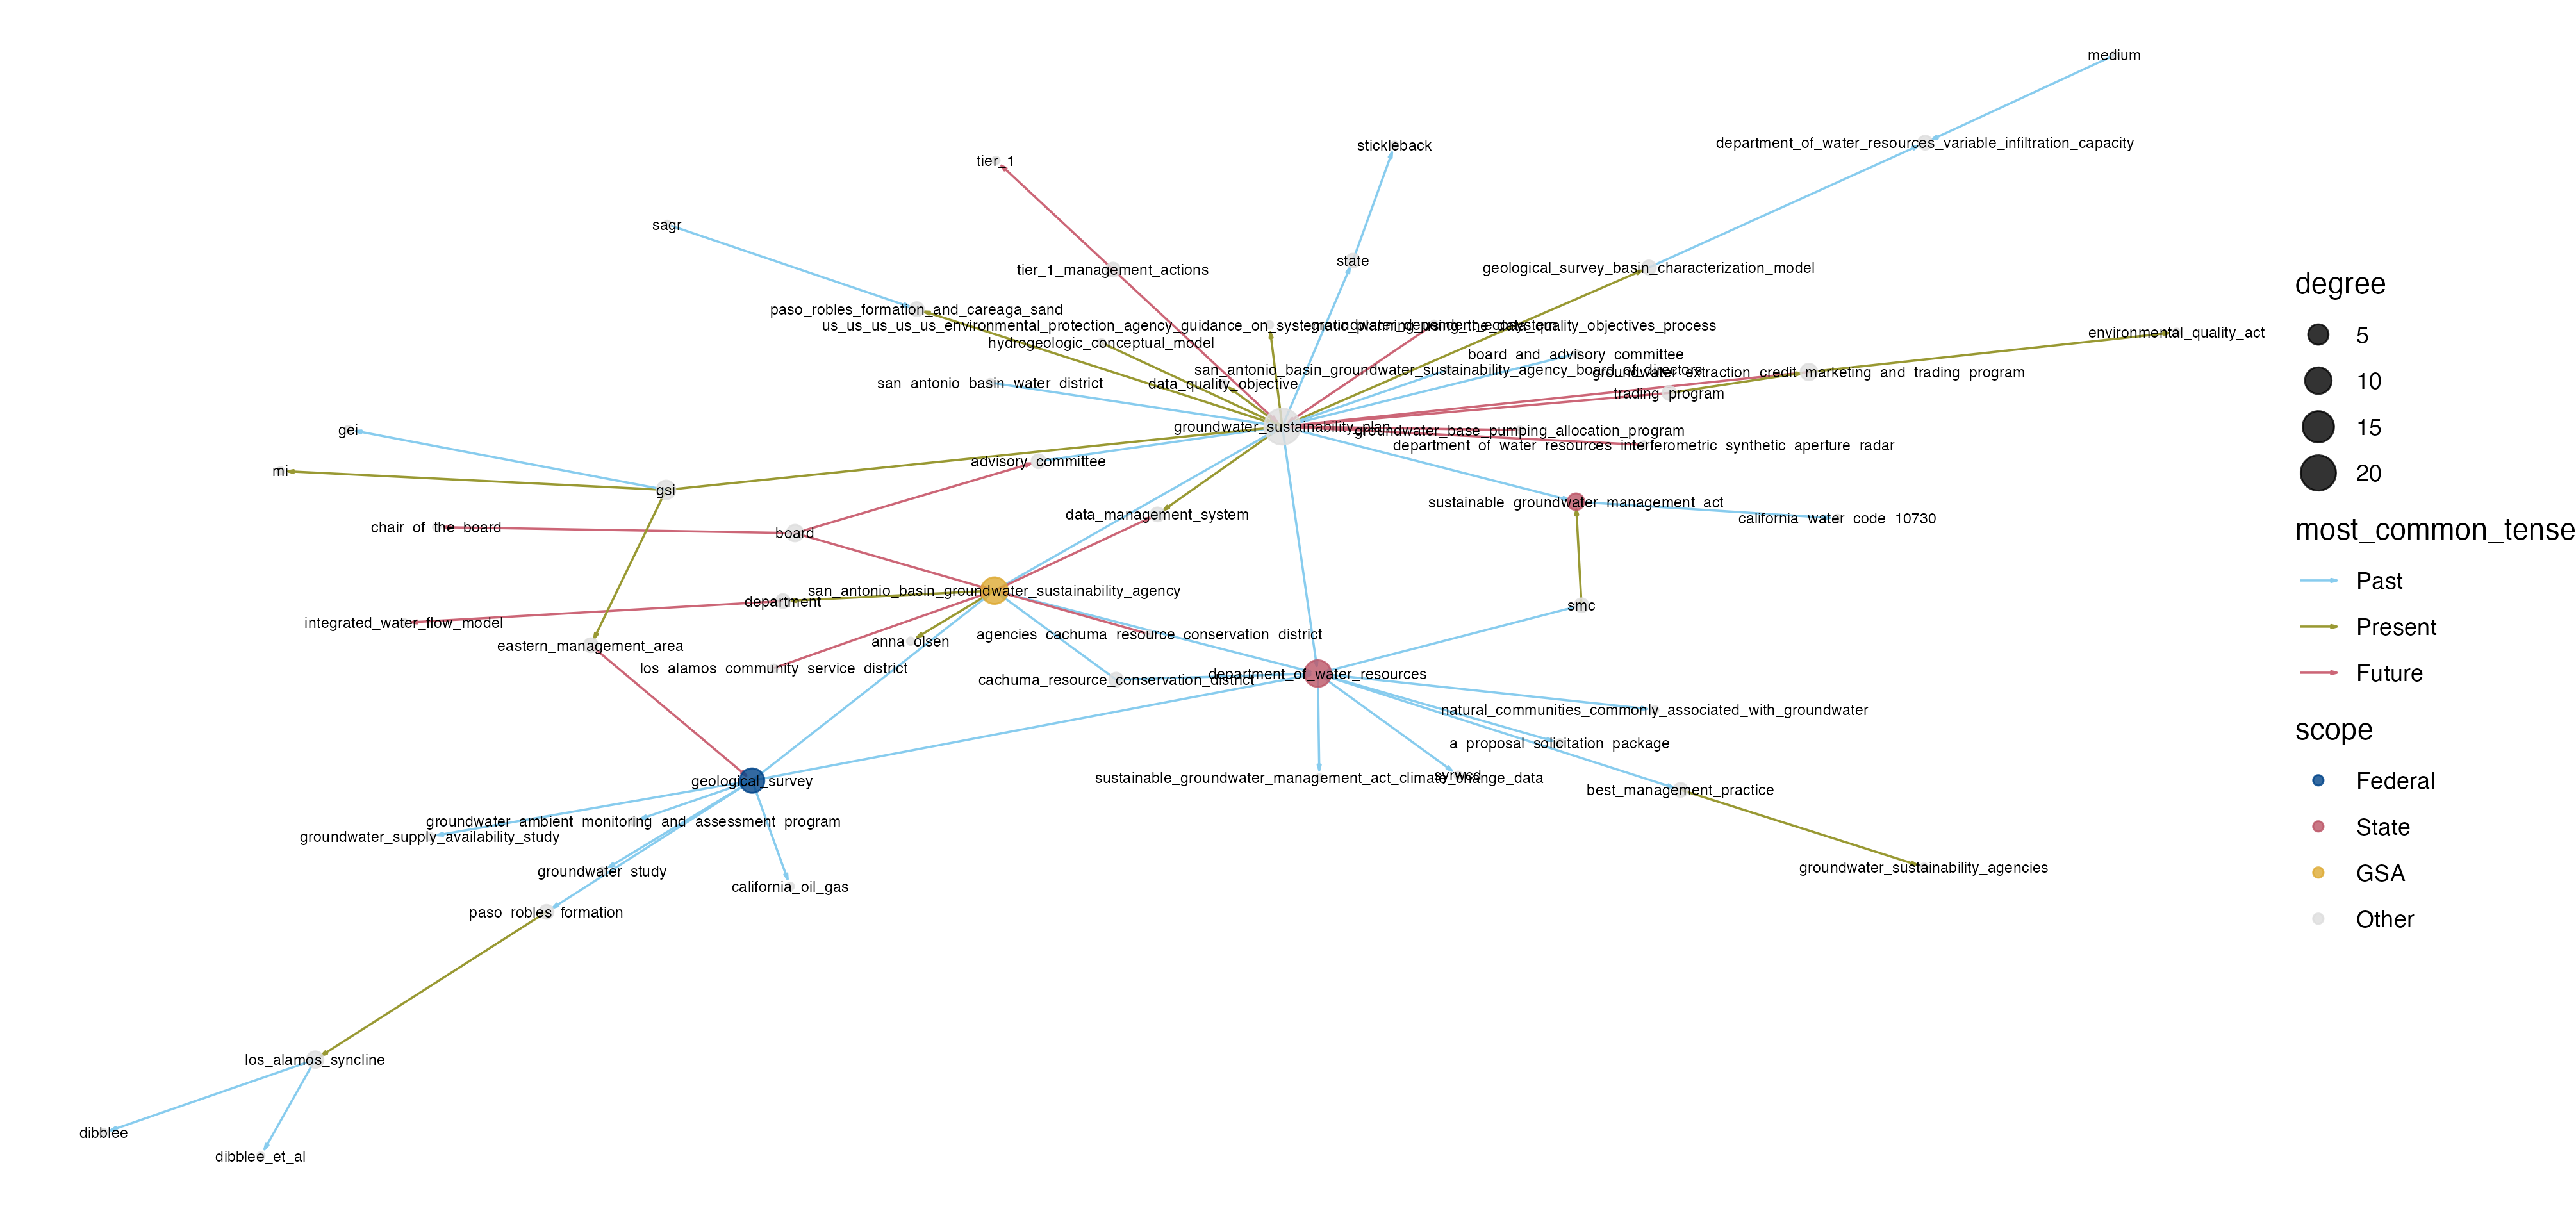 medium
department_of_water_resources_variable_infiltration_capacity
stickleback
tier_1
sagr
state
geological_survey_basin_characterization_model
tier_1_management_actions
paso_robles_formation_and_careaga_sand
us_us_us_us_us_environmental_protection_agency_guidance_on_systematic_planning_using_the_data_quality_objectives_process
groundwater_dependent_ecosystem
environmental_quality_act
hydrogeologic_conceptual_model
board_and_advisory_committee
san_antonio_basin_groundwater_sustainability_agency_board_of_directors
groundwater_extraction_credit_marketing_and_trading_program
san_antonio_basin_water_district
data_quality_objective
trading_program
groundwater_sustainability_plan
groundwater_base_pumping_allocation_program
gei
department_of_water_resources_interferometric_synthetic_aperture_radar
advisory_committee
mi
gsi
sustainable_groundwater_management_act
data_management_system
california_water_code_10730
chair_of_the_board
board
san_antonio_basin_groundwater_sustainability_agency
department
smc
integrated_water_flow_model
agencies_cachuma_resource_conservation_district
anna_olsen
eastern_management_area
los_alamos_community_service_district
department_of_water_resources
cachuma_resource_conservation_district
natural_communities_commonly_associated_with_groundwater
a_proposal_solicitation_package
sustainable_groundwater_management_act_climate_change_data
syrwcd
geological_survey
best_management_practice
groundwater_ambient_monitoring_and_assessment_program
groundwater_supply_availability_study
groundwater_study
groundwater_sustainability_agencies
california_oil_gas
paso_robles_formation
los_alamos_syncline
dibblee
dibblee_et_al
degree
5
10
15
20
most_common_tense
Past
Present
Future
scope
Federal
State
GSA
Other